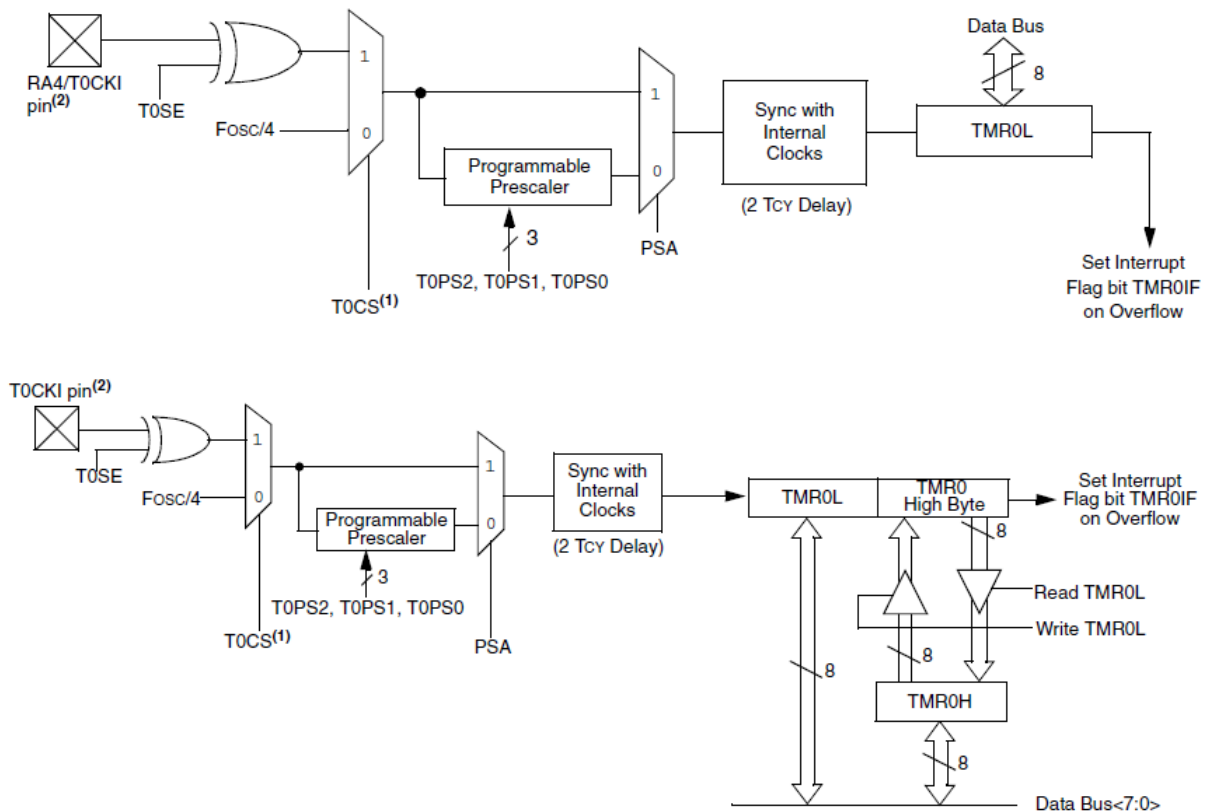 Data Bus
8
RA4/T0CKI
pin(2)
T0SE
FOSC/4
1
0
T0CS(1)
Programmable
Prescaler
3
T0PS2, T0PS1, T0PS0
1
0
PSA
Sync with
Internal
Clocks
(2 TCY Delay)
TMR0L
Set Interrupt
Flag bit TMR0IF
on Overflow
T0CKI pin(2)
T0SE
FOSC/4
1
0
T0CS(1)
Programmable
Prescaler
3
T0PS2, T0PS1, T0PS0
1
0
PSA
Sync with
Internal
Clocks
(2 TCY Delay)
TMR0L
TMR0
High Byte
Set Interrupt
Flag bit TMR0IF
on Overflow
8
Read TMR0L
Write TMR0L
8
8
TMR0H
8
Data Bus<7:0>